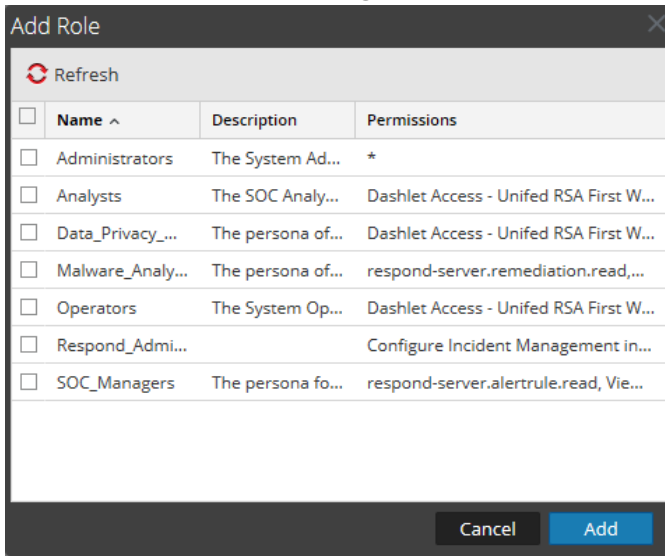 Add Role
Refresh
Name Description Permissions
Administrators The System Ad... *
Analysts The SOC Analy... Dashlet Access - Unifed RSA First W...
Data_Privacy_... The persona of... Dashlet Access - Unifed RSA First W...
Malware_Analy... The persona of... respond-server.remediation.read,...
Operators The System Op... Dashlet Access - Unifed RSA First W...
Respond_Admi... Configure Incident Management in...
SOC_Managers The persona fo... respond-server.alertrule.read, Vie...
Cancel Add